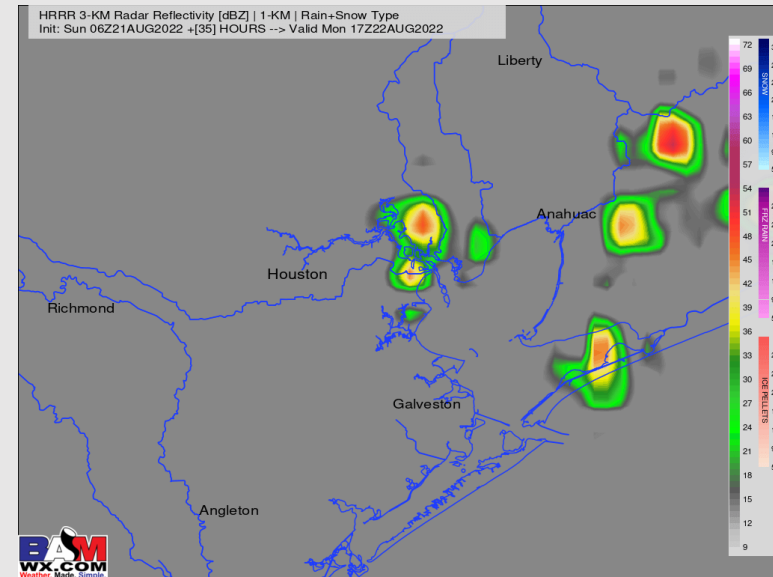 HRRR 3-KM Radar Reflectivity [dBZ] | 1-KM | Rain+Snow Type
Init: Sun 06Z21AUG2022 +[35] HOURS --> Valid Mon 17Z22AUG2022
Liberty
Anahuac
Houston
Richmond
Galveston
Angleton
72
69
66
63
60
57
54
51
48
45
42
39
36
33
30
27
24
21
18
15
12
9
SNOW
FRZ RAIN
ICE PELLETS
BAM
WX.COM
Weather. Made. Simple.